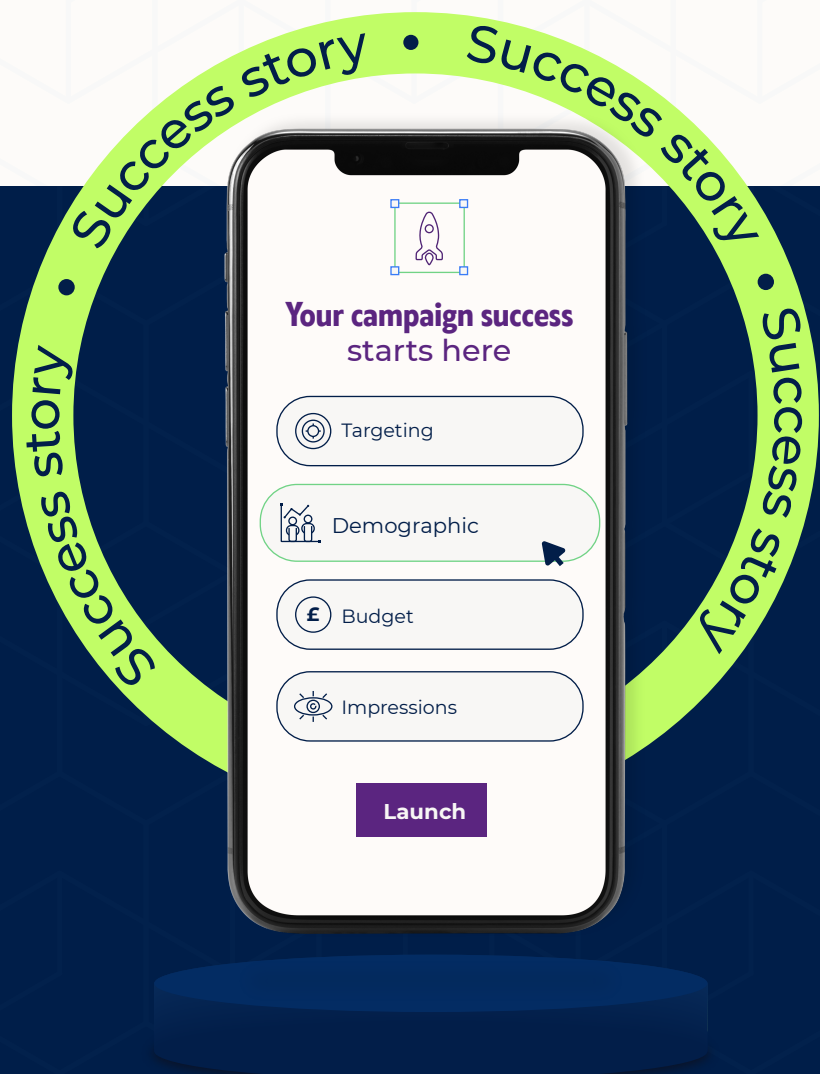 Success story • Success story • Success story • Success story
Your campaign success
starts here
Targeting
Demographic
£ Budget
Impressions
Launch